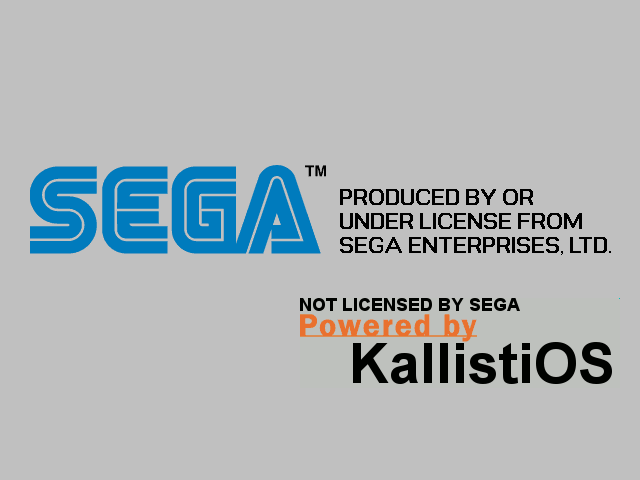 SEGA™
PRODUCED BY OR
UNDER LICENSE FROM
SEGA ENTERPRISES, LTD.
NOT LICENSED BY SEGA
Powered by
KallistiOS